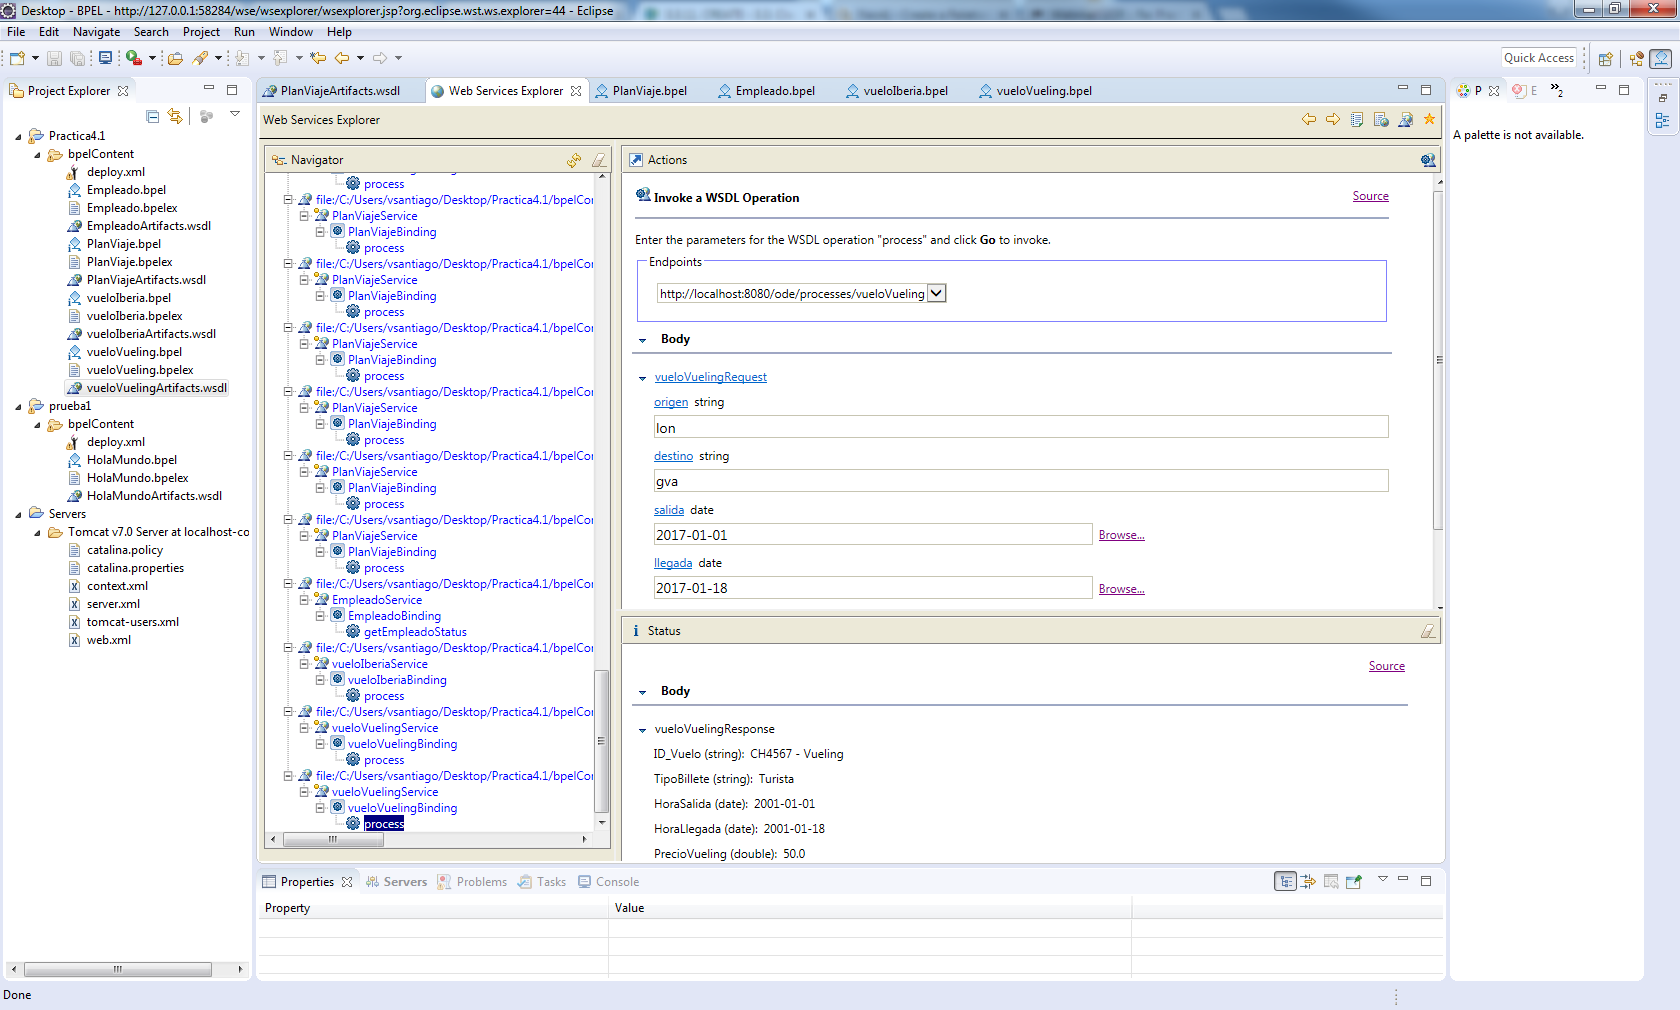 Desktop - BPEL - http://127.0.0.1:58284/wse/wsexplorer/wsexplorer.jsp?org.eclipse.wst.ws.explorer=44 - Eclipse
File Edit Navigate Search Project Run Window Help
Quick Access
Project Explorer
Practica4.1
bpelContent
deploy.xml
Empleado.bpel
Empleado.bpelex
EmpleadoArtifacts.wsdl
PlanViaje.bpel
PlanViaje.bpelex
PlanViajeArtifacts.wsdl
vueloIberia.bpel
vueloIberia.bpelex
vueloIberiaArtifacts.wsdl
vueloVueling.bpel
vueloVueling.bpelex
vueloVuelingArtifacts.wsdl
prueba1
bpelContent
deploy.xml
HolaMundo.bpel
HolaMundo.bpelex
HolaMundoArtifacts.wsdl
Servers
Tomcat v7.0 Server at localhost-co
catalina.policy
catalina.properties
context.xml
server.xml
tomcat-users.xml
web.xml
PlanViajeArtifacts.wsdl Web Services Explorer PlanViaje.bpel Empleado.bpel vueloIberia.bpel vueloVueling.bpel
Web Services Explorer
Navigator
process
file:/C:/Users/vsantiago/Desktop/Practica4.1/bpelCor
PlanViajeService
PlanViajeBinding
process
file:/C:/Users/vsantiago/Desktop/Practica4.1/bpelCor
PlanViajeService
PlanViajeBinding
process
file:/C:/Users/vsantiago/Desktop/Practica4.1/bpelCor
PlanViajeService
PlanViajeBinding
process
file:/C:/Users/vsantiago/Desktop/Practica4.1/bpelCor
PlanViajeService
PlanViajeBinding
process
file:/C:/Users/vsantiago/Desktop/Practica4.1/bpelCor
PlanViajeService
PlanViajeBinding
process
file:/C:/Users/vsantiago/Desktop/Practica4.1/bpelCor
PlanViajeService
PlanViajeBinding
process
file:/C:/Users/vsantiago/Desktop/Practica4.1/bpelCor
EmpleadoService
EmpleadoBinding
getEmpleadoStatus
file:/C:/Users/vsantiago/Desktop/Practica4.1/bpelCor
vueloIberiaService
vueloIberiaBinding
process
file:/C:/Users/vsantiago/Desktop/Practica4.1/bpelCor
vueloVuelingService
vueloVuelingBinding
process
file:/C:/Users/vsantiago/Desktop/Practica4.1/bpelCor
vueloVuelingService
vueloVuelingBinding
process
Actions
Invoke a WSDL Operation
Source
Enter the parameters for the WSDL operation "process" and click Go to invoke.
Endpoints
http://localhost:8080/ode/processes/vueloVueling
Body
vueloVuelingRequest
origen string
lon
destino string
gva
salida date
2017-01-01 Browse...
llegada date
2017-01-18 Browse...
Status
Source
Body
vueloVuelingResponse
ID_Vuelo (string): CH4567 - Vueling
TipoBillete (string): Turista
HoraSalida (date): 2001-01-01
HoraLlegada (date): 2001-01-18
PrecioVueling (double): 50.0
P E »2
A palette is not available.
Properties Servers Problems Tasks Console
Property Value
Done